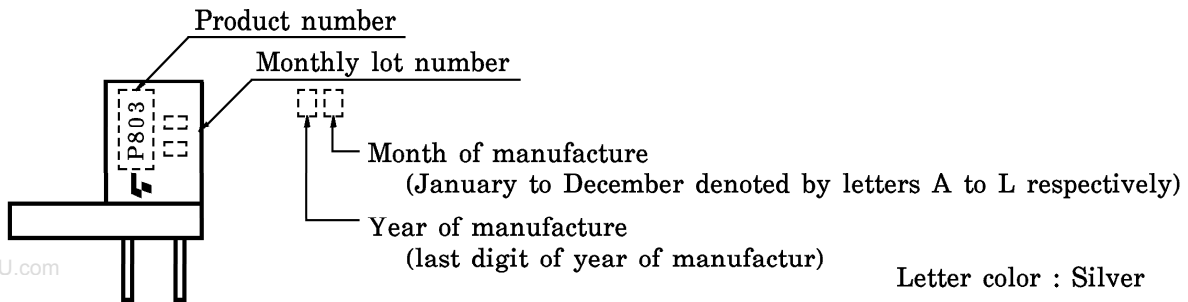 Product number
Monthly lot number
P803
Month of manufacture
(January to December denoted by letters A to L respectively)
Year of manufacture
(last digit of year of manufactur)
U.com
Letter color : Silver